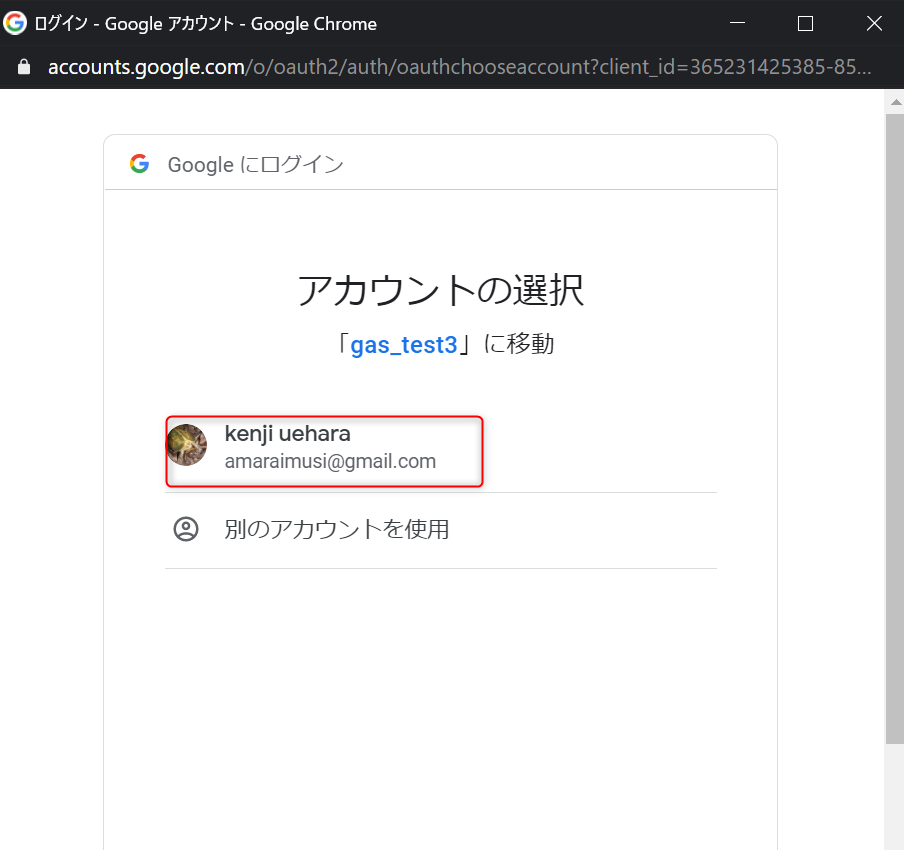 ログイン - Google アカウント - Google Chrome
accounts.google.com/o/oauth2/auth/oauthchooseaccount?client_id=365231425385-85...
Google にログイン
アカウントの選択
「gas_test3」に移動
kenji uehara
amaraimusi@gmail.com
別のアカウントを使用